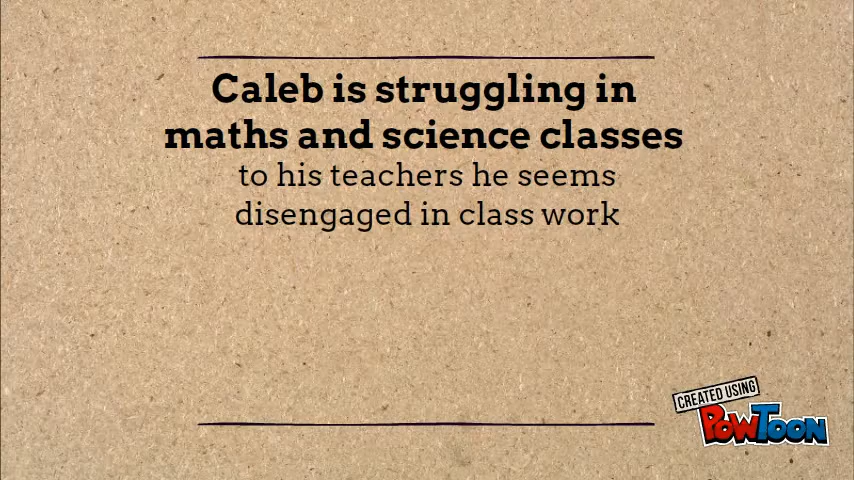 Caleb is struggling in
maths and science classes
to his teachers he seems
disengaged in class work
CREATED USING
POWTOON